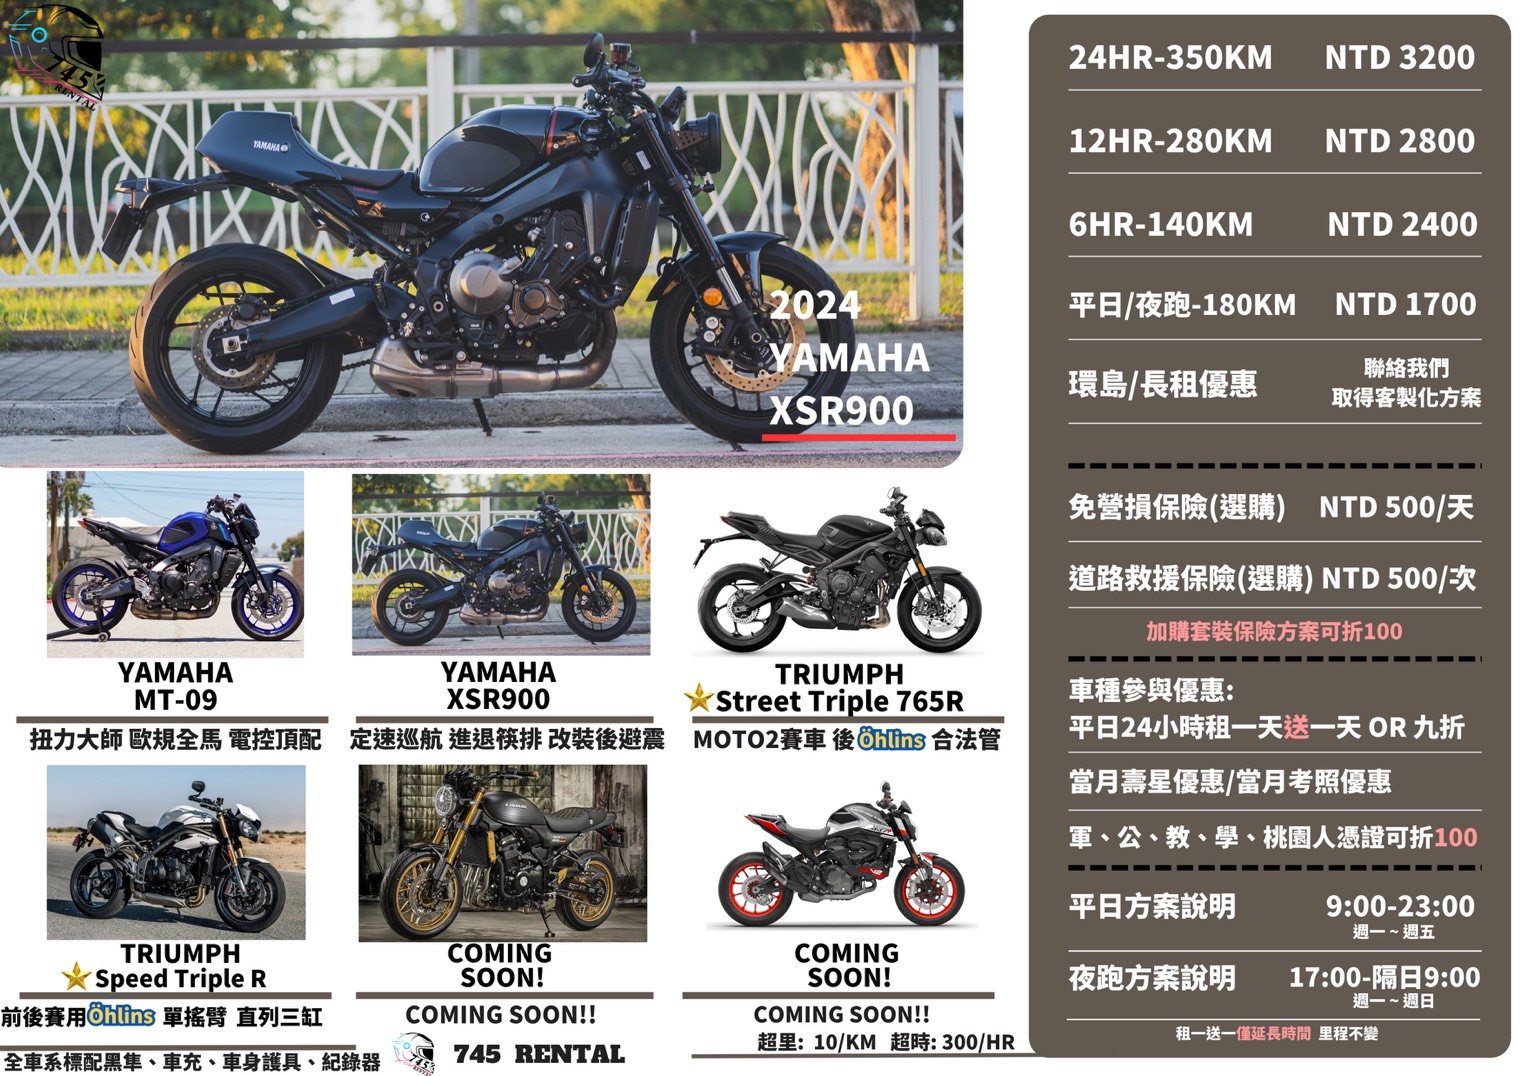 745
RENTAL
YAMAHA
2024
YAMAHA
XSR900
YAMAHA
MT-09
扭力大師 歐規全馬 電控頂配
YAMAHA
XSR900
定速巡航 進退筷排 改裝後避震
TRIUMPH
Street Triple 765R
MOTO2賽車 後Öhlins 合法管
TRIUMPH
Speed Triple R
前後賽用Öhlins 單搖臂 直列三缸
COMING
SOON!
COMING SOON!!
COMING
SOON!
COMING SOON!!
超里: 10/KM 超時: 300/HR
全車系標配黑隼、車充、車身護具、紀錄器
745 RENTAL
24HR-350KM NTD 3200
12HR-280KM NTD 2800
6HR-140KM NTD 2400
平日/夜跑-180KM NTD 1700
環島/長租優惠
聯絡我們
取得客製化方案
免營損保險(選購) NTD 500/天
道路救援保險(選購) NTD 500/次
加購套裝保險方案可折100
車種參與優惠:
平日24小時租一天送一天 OR 九折
當月壽星優惠/當月考照優惠
軍、公、教、學、桃園人憑證可折100
平日方案說明 9:00-23:00
週一 ~ 週五
夜跑方案說明 17:00-隔日9:00
週一 ~ 週日
租一送一僅延長時間 里程不變